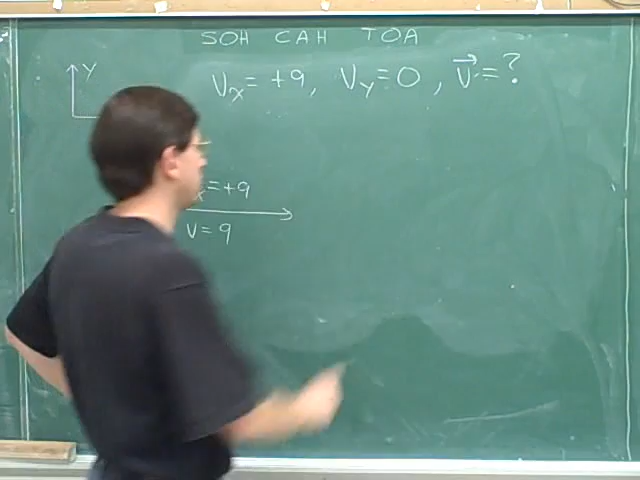 SOH CAH TOA
Y
Vx = +9, Vy = 0, V⃗ = ?
x = +9
V = 9